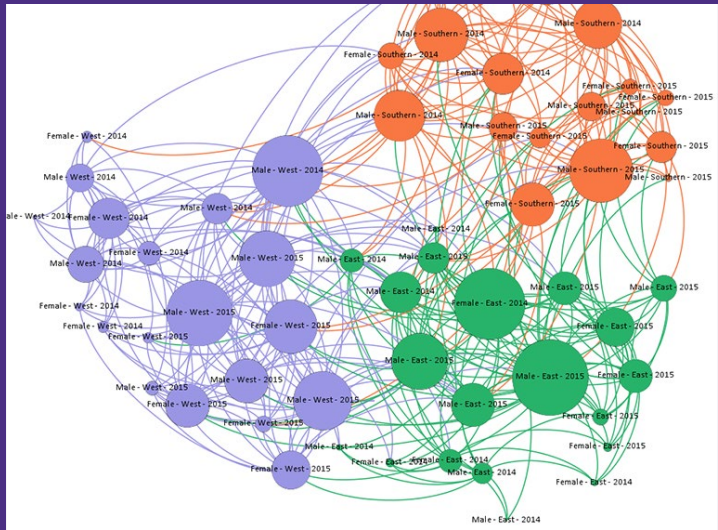 Male - Southern - 2014
Male - Southern - 2014
Female - Southern - 2014
Female - Southern - 2014
Female - Southern - 2015
Female - Southern - 2015
Male - Southern - 2015
Male - Southern - 2015
Male - Southern - 2014
Male - Southern - 2015
Female - Southern - 2015
Female - West - 2014
Female - Southern - 2015
Male - West - 2014
Male - Southern - 2015
Male - West - 2014
Male - Southern - 2015
Female - Southern - 2015
Male - West - 2014
ale - West - 2014
Female - West - 2014
Male - East - 2014
Female - West - 2014
Male - West - 2015
Male - East - 2014
Male - East - 2015
Male - West - 2014
Male - East - 2014
Male - East - 2015
Male - East - 2015
Female - West - 2014
Female - East - 2014
Male - West - 2015
Female - West - 2014
Female - West - 2015
Female - East - 2015
Female - West - 2015
Male - East - 2015
Male - East - 2015
Female - East - 2015
Male - West - 2015
Male - West - 2015
Female - West - 2015
Male - West - 2015
Male - East - 2015
Female - East - 2015
Female - West - 2015
Male - East - 2014
Female - East - 2015
Female - East - 2014
Female - East - 2014
Female - West - 2015
Male - East - 2014
Female - East - 2014
Male - East - 2014